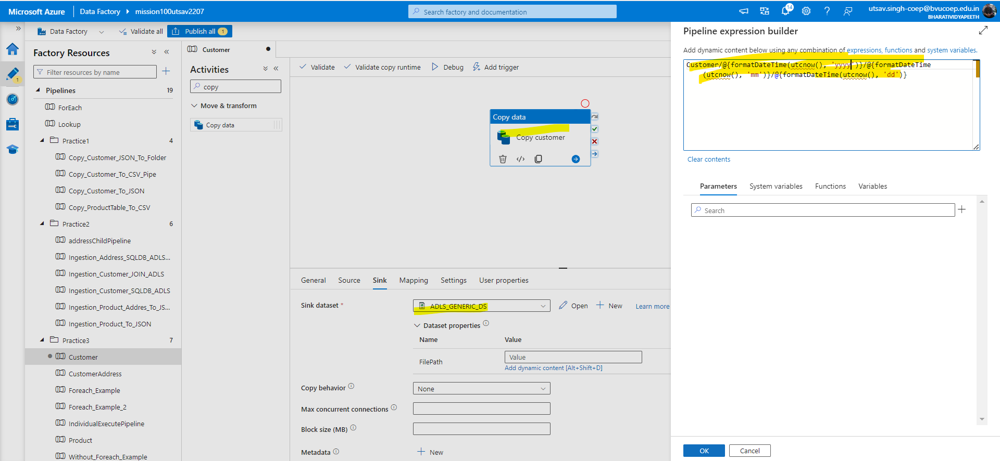 Microsoft Azure
Data Factory
mission100utsav2207
Search factory and documentation
14
utsav.singh-coep@bvucoep.edu.in
BHARATIVIDYAPEETH
Data Factory
Validate all
Publish all
1
1
Factory Resources
Filter resources by name
Pipelines
19
ForEach
Lookup
Practice1
4
Copy_Customer_JSON_To_Folder
Copy_Customer_To_CSV_Pipe
Copy_Customer_To_JSON
Copy_ProductTable_To_CSV
Practice2
6
addressChildPipeline
Ingestion_Address_SQLDB_ADLS...
Ingestion_Customer_JOIN_ADLS
Ingestion_Customer_SQLDB_ADLS
Ingestion_Product_Addres_To_JS...
Ingestion_Product_To_JSON
Practice3
7
Customer
CustomerAddress
Foreach_Example
Foreach_Example_2
IndividualExecutePipeline
Product
Without_Foreach_Example
Customer
Activities
copy
Move & transform
Copy data
Validate
Validate copy runtime
Debug
Add trigger
Copy data
Copy customer
General
Source
Sink
Mapping
Settings
User properties
Sink dataset *
ADLS_GENERIC_DS
Open
New
Learn more
Dataset properties
Name
Value
FilePath
Value
Add dynamic content [Alt+Shift+D]
Copy behavior
None
Max concurrent connections
Block size (MB)
Metadata
New
Pipeline expression builder
Add dynamic content below using any combination of expressions, functions and system variables.
Customer/@{formatDateTime(utcnow(), 'yyyy')}/@{formatDateTime
(utcnow(), 'mm')}/@{formatDateTime(utcnow(), 'dd')}
Clear contents
Parameters
System variables
Functions
Variables
Search
OK
Cancel